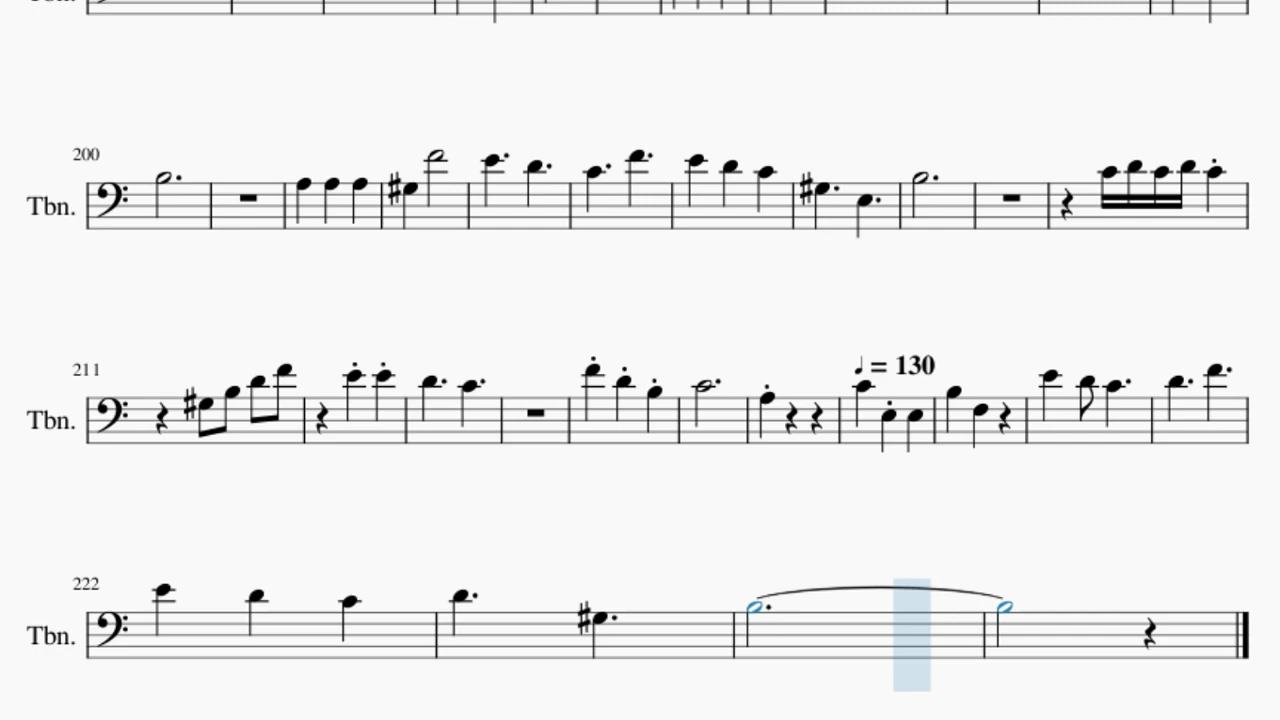 200
Tbn.
211
♩ = 130
Tbn.
222
Tbn.